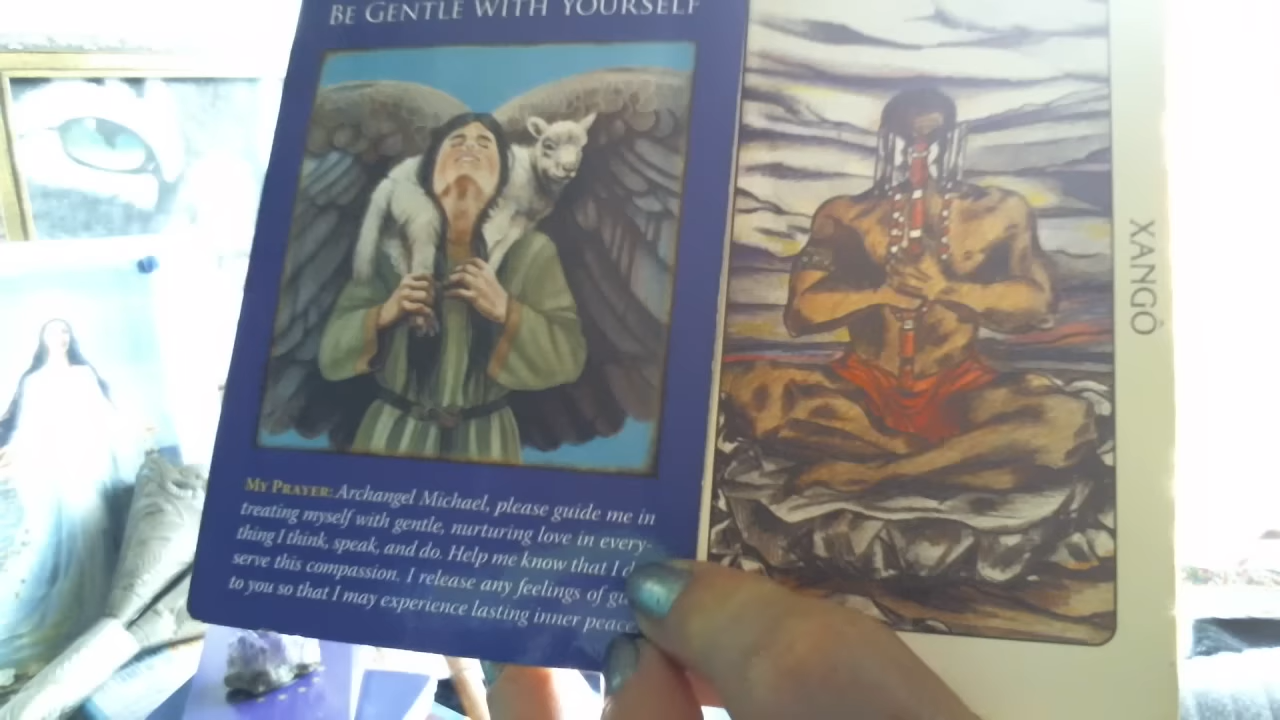 BE GENTLE WITH YOURSELF
MY PRAYER: Archangel Michael, please guide me in
treating myself with gentle, nurturing love in every-
thing I think, speak, and do. Help me know that I
serve this compassion. I release any feelings of
to you so that I may experience lasting inner peace
XANGÔ